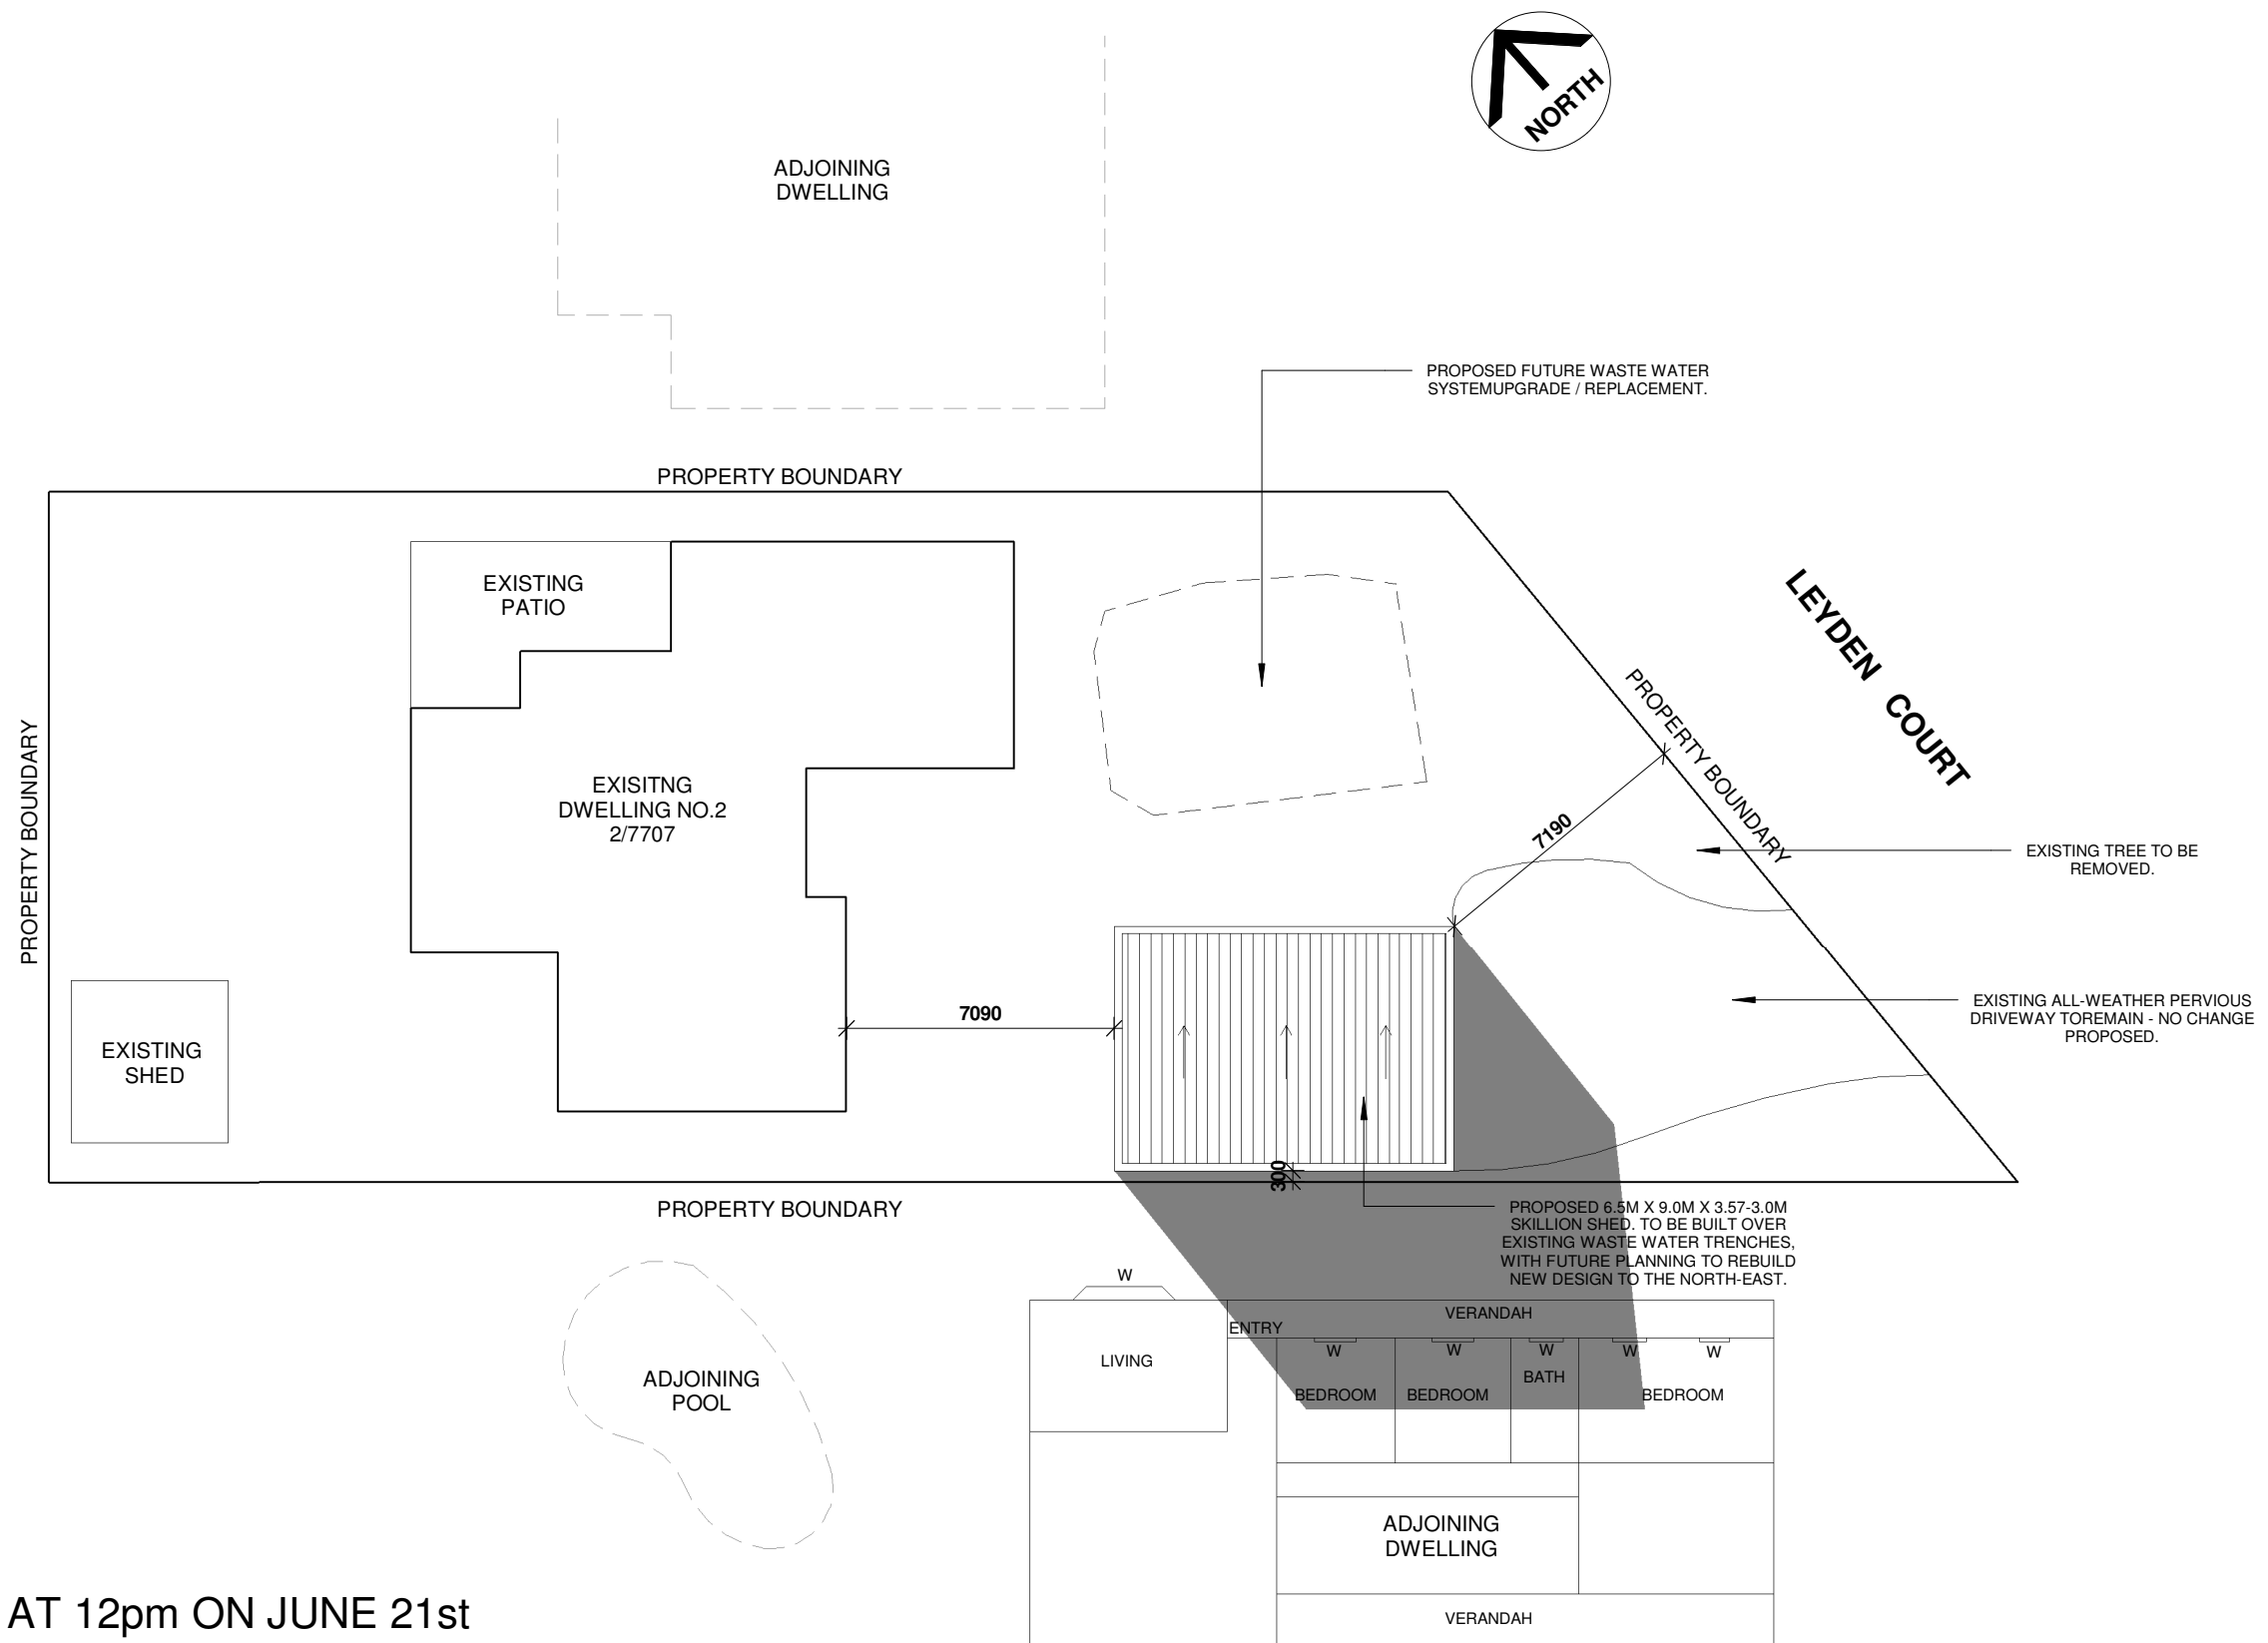 NORTH
ADJOINING
DWELLING
PROPOSED FUTURE WASTE WATER
SYSTEMUPGRADE / REPLACEMENT.
PROPERTY BOUNDARY
EXISTING
PATIO
LEYDEN COURT
PROPERTY BOUNDARY
PROPERTY BOUNDARY
EXISITNG
DWELLING NO.2
2/7707
7190
EXISTING TREE TO BE
REMOVED.
7090
EXISTING
SHED
EXISTING ALL-WEATHER PERVIOUS
DRIVEWAY TOREMAIN - NO CHANGE
PROPOSED.
300
PROPERTY BOUNDARY
PROPOSED 6.5M X 9.0M X 3.57-3.0M
SKILLION SHED. TO BE BUILT OVER
EXISTING WASTE WATER TRENCHES,
WITH FUTURE PLANNING TO REBUILD
NEW DESIGN TO THE NORTH-EAST.
W
VERANDAH
ENTRY
LIVING
W
W
W
W
W
BATH
BEDROOM
BEDROOM
BEDROOM
ADJOINING
POOL
ADJOINING
DWELLING
AT 12pm ON JUNE 21st
VERANDAH